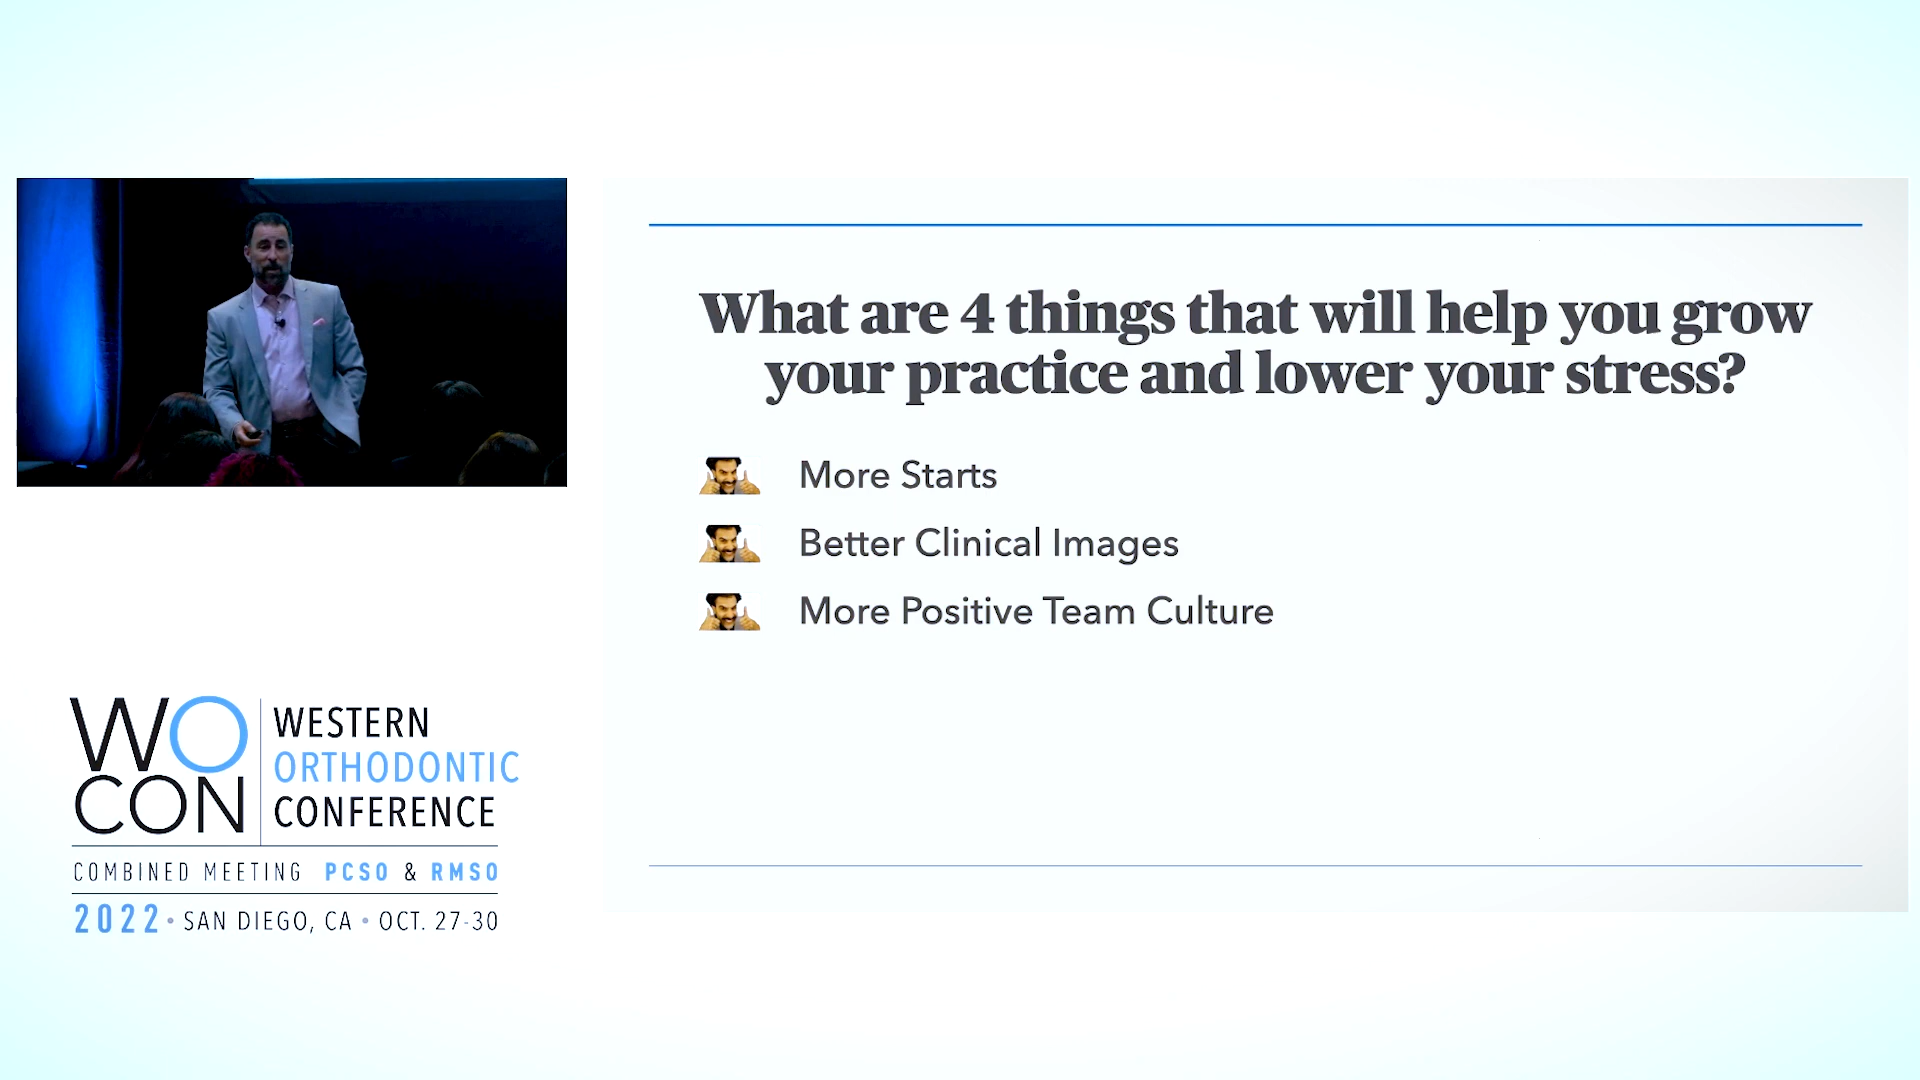 What are 4 things that will help you grow
your practice and lower your stress?
More Starts
Better Clinical Images
More Positive Team Culture
WO
CON
WESTERN
ORTHODONTIC
CONFERENCE
COMBINED MEETING PCSO & RMSO
2022 • SAN DIEGO, CA • OCT. 27-30